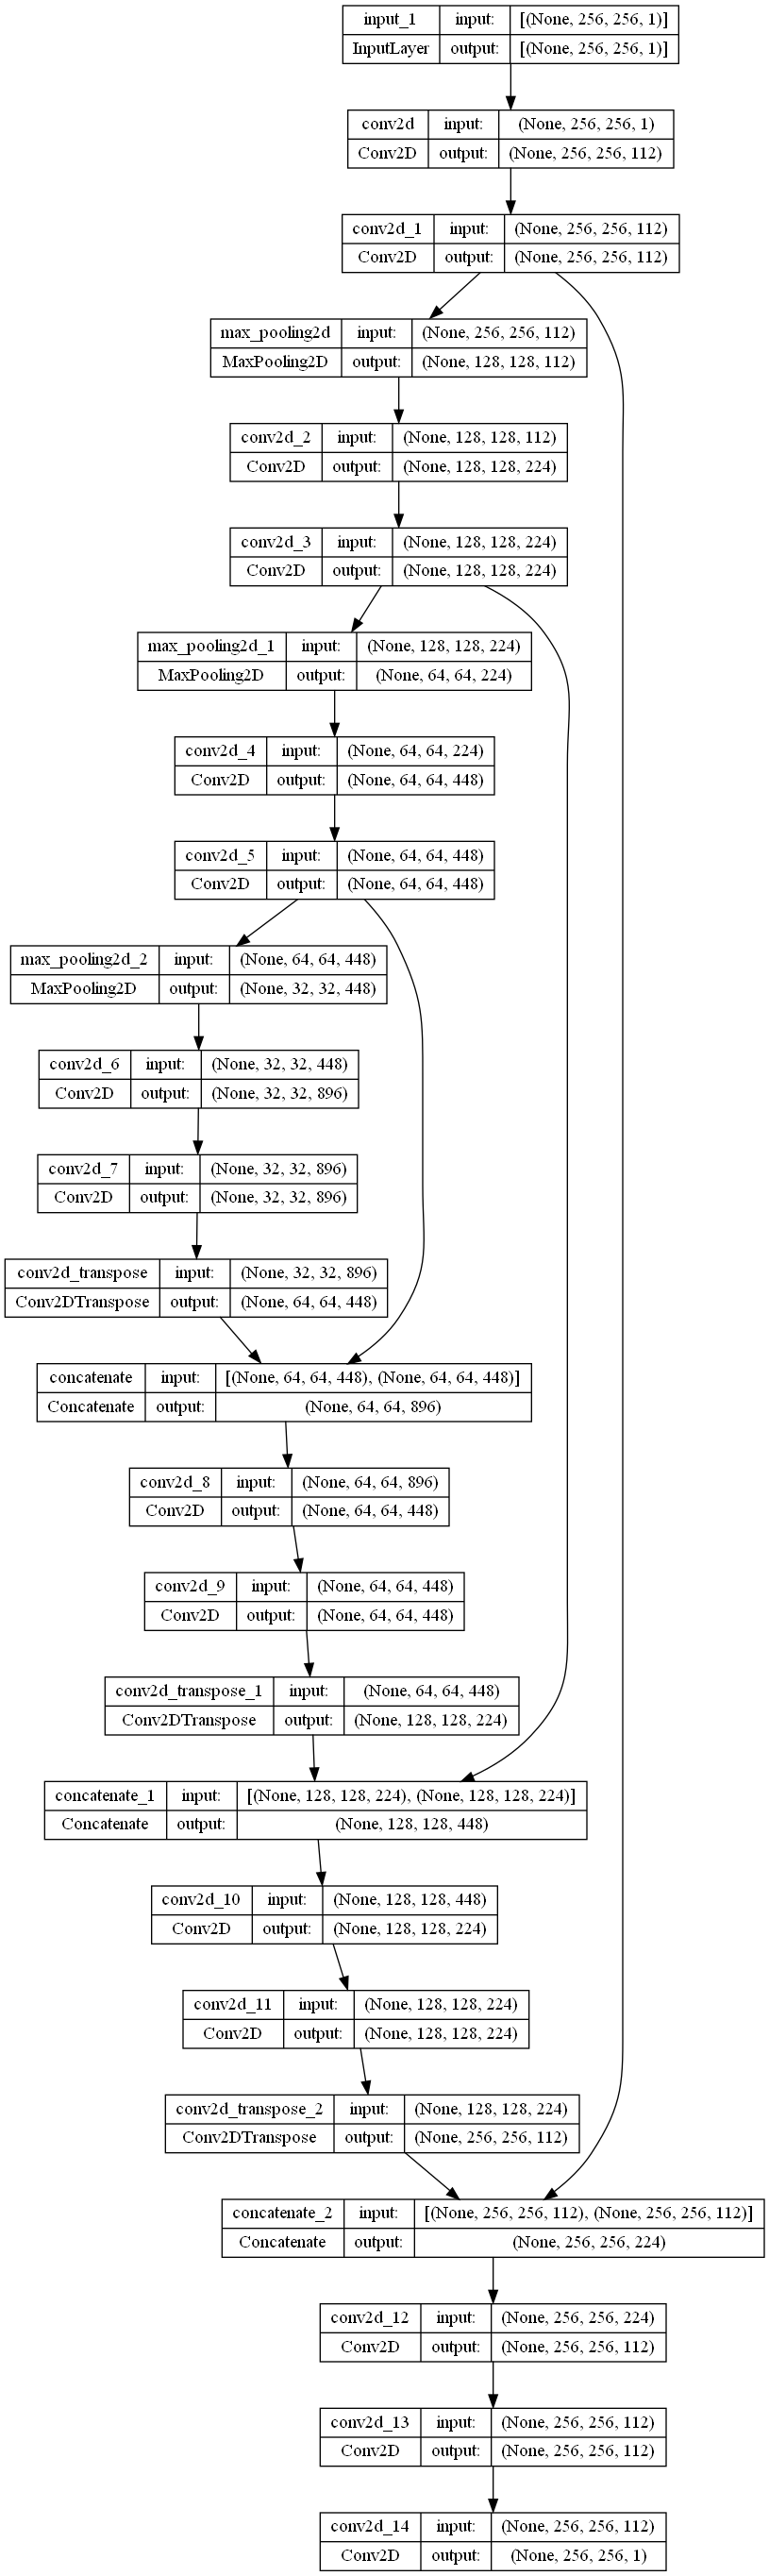 input_1 input: [(None, 256, 256, 1)]
InputLayer output: [(None, 256, 256, 1)]
conv2d input: (None, 256, 256, 1)
Conv2D output: (None, 256, 256, 112)
conv2d_1 input: (None, 256, 256, 112)
Conv2D output: (None, 256, 256, 112)
max_pooling2d input: (None, 256, 256, 112)
MaxPooling2D output: (None, 128, 128, 112)
conv2d_2 input: (None, 128, 128, 112)
Conv2D output: (None, 128, 128, 224)
conv2d_3 input: (None, 128, 128, 224)
Conv2D output: (None, 128, 128, 224)
max_pooling2d_1 input: (None, 128, 128, 224)
MaxPooling2D output: (None, 64, 64, 224)
conv2d_4 input: (None, 64, 64, 224)
Conv2D output: (None, 64, 64, 448)
conv2d_5 input: (None, 64, 64, 448)
Conv2D output: (None, 64, 64, 448)
max_pooling2d_2 input: (None, 64, 64, 448)
MaxPooling2D output: (None, 32, 32, 448)
conv2d_6 input: (None, 32, 32, 448)
Conv2D output: (None, 32, 32, 896)
conv2d_7 input: (None, 32, 32, 896)
Conv2D output: (None, 32, 32, 896)
conv2d_transpose input: (None, 32, 32, 896)
Conv2DTranspose output: (None, 64, 64, 448)
concatenate input: [(None, 64, 64, 448), (None, 64, 64, 448)]
Concatenate output: (None, 64, 64, 896)
conv2d_8 input: (None, 64, 64, 896)
Conv2D output: (None, 64, 64, 448)
conv2d_9 input: (None, 64, 64, 448)
Conv2D output: (None, 64, 64, 448)
conv2d_transpose_1 input: (None, 64, 64, 448)
Conv2DTranspose output: (None, 128, 128, 224)
concatenate_1 input: [(None, 128, 128, 224), (None, 128, 128, 224)]
Concatenate output: (None, 128, 128, 448)
conv2d_10 input: (None, 128, 128, 448)
Conv2D output: (None, 128, 128, 224)
conv2d_11 input: (None, 128, 128, 224)
Conv2D output: (None, 128, 128, 224)
conv2d_transpose_2 input: (None, 128, 128, 224)
Conv2DTranspose output: (None, 256, 256, 112)
concatenate_2 input: [(None, 256, 256, 112), (None, 256, 256, 112)]
Concatenate output: (None, 256, 256, 224)
conv2d_12 input: (None, 256, 256, 224)
Conv2D output: (None, 256, 256, 112)
conv2d_13 input: (None, 256, 256, 112)
Conv2D output: (None, 256, 256, 112)
conv2d_14 input: (None, 256, 256, 112)
Conv2D output: (None, 256, 256, 1)